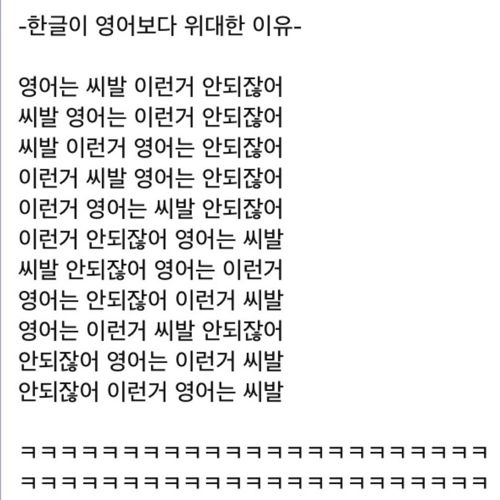 -한글이 영어보다 위대한 이유-
영어는 씨발 이런거 안되잖어
씨발 영어는 이런거 안되잖어
씨발 이런거 영어는 안되잖어
이런거 씨발 영어는 안되잖어
이런거 영어는 씨발 안되잖어
이런거 안되잖어 영어는 씨발
씨발 안되잖어 영어는 이런거
영어는 안되잖어 이런거 씨발
영어는 이런거 씨발 안되잖어
안되잖어 영어는 이런거 씨발
안되잖어 이런거 영어는 씨발
ㅋㅋㅋㅋㅋㅋㅋㅋㅋㅋㅋㅋㅋㅋㅋㅋㅋㅋㅋㅋㅋㅋㅋ
ㅋㅋㅋㅋㅋㅋㅋㅋㅋㅋㅋㅋㅋㅋㅋㅋㅋㅋㅋㅋㅋㅋㅋ